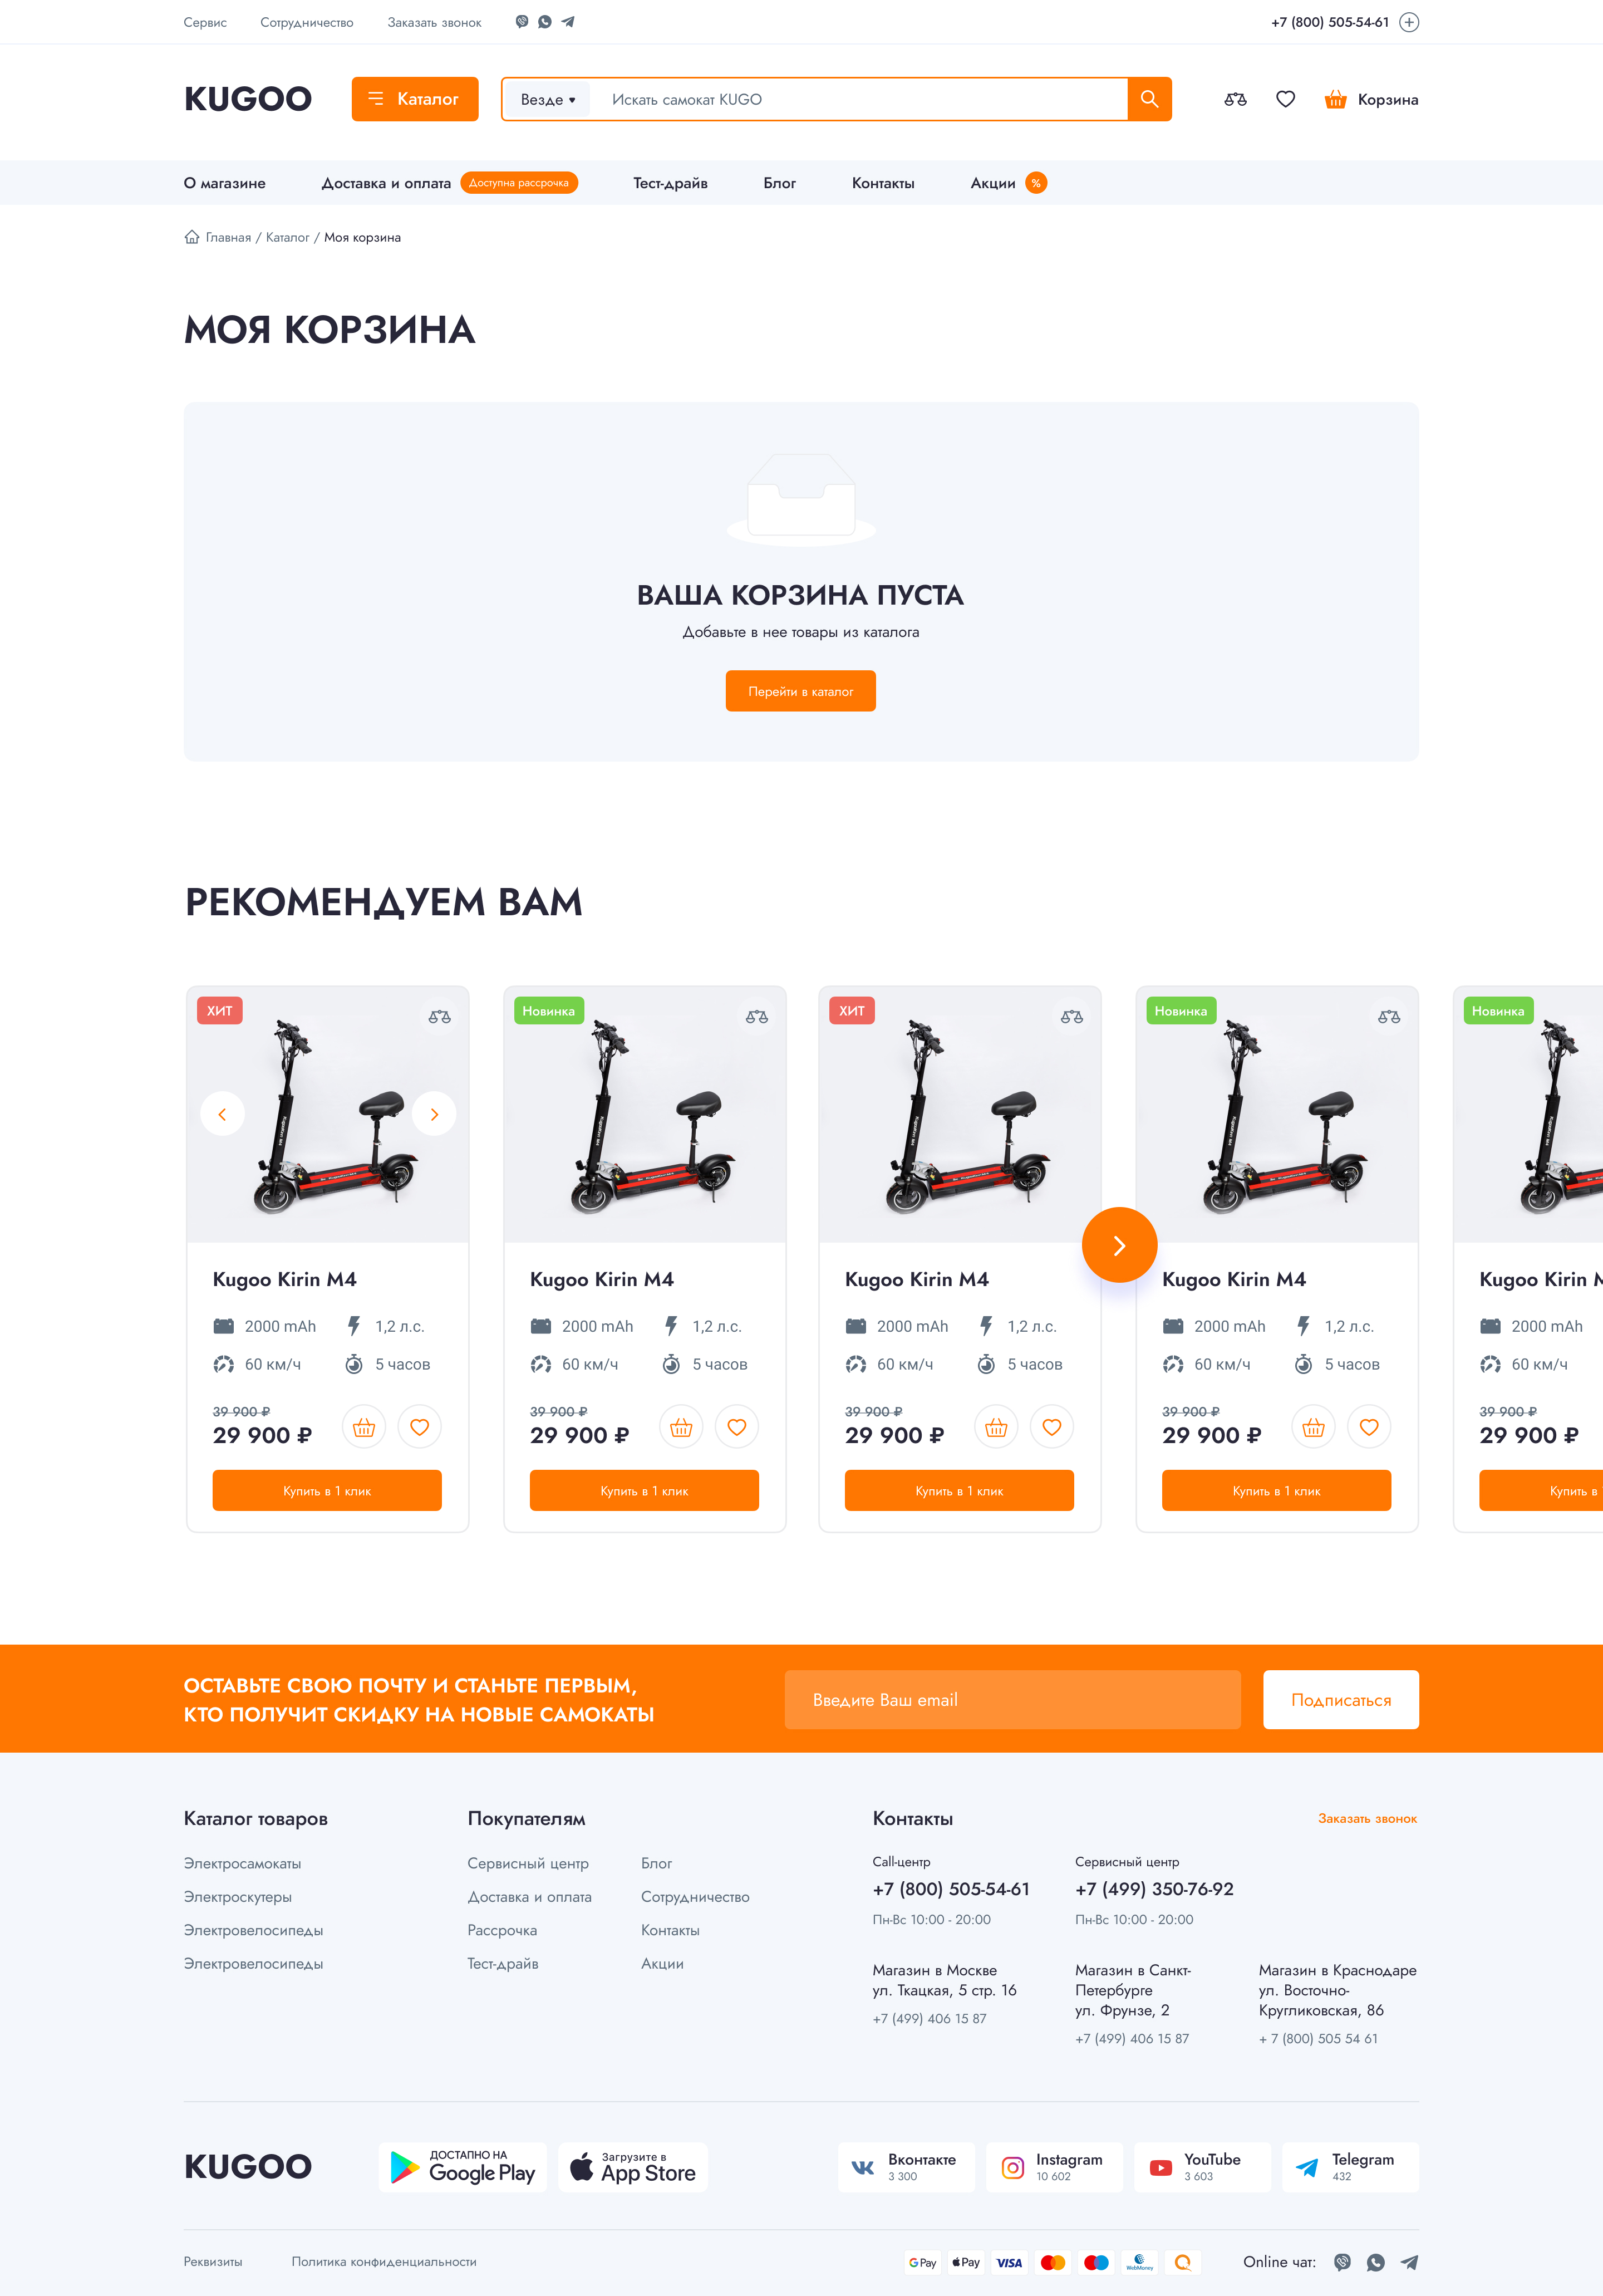 Сервис
Сотрудничество
Заказать звонок
+7 (800) 505-54-61
KUGOO
Каталог
Везде
Искать самокат KUGO
Корзина
О магазине
Доставка и оплата
Доступна рассрочка
Тест-драйв
Блог
Контакты
Акции
%
Главная / Каталог / Моя корзина
МОЯ КОРЗИНА
ВАША КОРЗИНА ПУСТА
Добавьте в нее товары из каталога
Перейти в каталог
РЕКОМЕНДУЕМ ВАМ
ХИТ
Kugoo Kirin M4
2000 mAh
1,2 л.с.
60 км/ч
5 часов
39 900 ₽
29 900 ₽
Купить в 1 клик
Новинка
Kugoo Kirin M4
2000 mAh
1,2 л.с.
60 км/ч
5 часов
39 900 ₽
29 900 ₽
Купить в 1 клик
ХИТ
Kugoo Kirin M4
2000 mAh
1,2 л.с.
60 км/ч
5 часов
39 900 ₽
29 900 ₽
Купить в 1 клик
Новинка
Kugoo Kirin M4
2000 mAh
1,2 л.с.
60 км/ч
5 часов
39 900 ₽
29 900 ₽
Купить в 1 клик
Новинка
Kugoo Kirin
2000 mAh
60 км/ч
39 900 ₽
29 900 ₽
Купить в
ОСТАВЬТЕ СВОЮ ПОЧТУ И СТАНЬТЕ ПЕРВЫМ,
КТО ПОЛУЧИТ СКИДКУ НА НОВЫЕ САМОКАТЫ
Введите Ваш email
Подписаться
Каталог товаров
Электросамокаты
Электроскутеры
Электровелосипеды
Электровелосипеды
Покупателям
Сервисный центр
Доставка и оплата
Рассрочка
Тест-драйв
Блог
Сотрудничество
Контакты
Акции
Контакты
Заказать звонок
Call-центр
+7 (800) 505-54-61
Пн-Вс 10:00 - 20:00
Сервисный центр
+7 (499) 350-76-92
Пн-Вс 10:00 - 20:00
Магазин в Москве
ул. Ткацкая, 5 стр. 16
+7 (499) 406 15 87
Магазин в Санкт-
Петербурге
ул. Фрунзе, 2
+7 (499) 406 15 87
Магазин в Краснодаре
ул. Восточно-
Кругликовская, 86
+ 7 (800) 505 54 61
KUGOO
ДОСТАПНО НА
Google Play
Загрузите в
App Store
Вконтакте
3 300
Instagram
10 602
YouTube
3 603
Telegram
432
Реквизиты
Политика конфиденциальности
G Pay
Pay
VISA
WebMoney
Online чат: